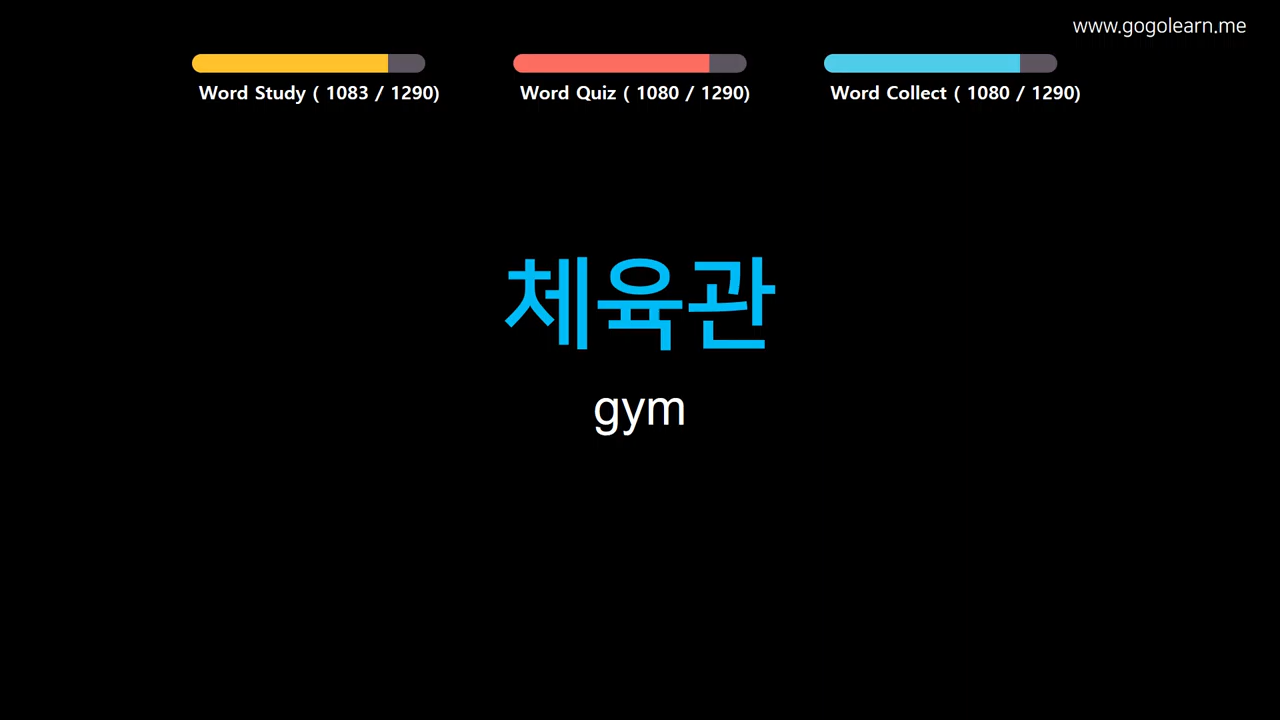 www.gogolearn.me
Word Study ( 1083 / 1290)
Word Quiz ( 1080 / 1290)
Word Collect ( 1080 / 1290)
체육관
gym